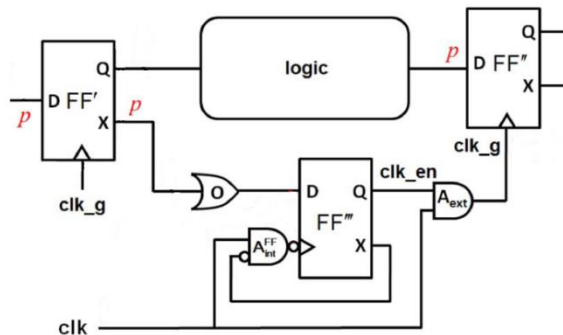 Q
logic
p
Q
D FF′
p
D FF″
p
X
X
clk_g
clk_g
O
D
Q
clk_en
A_ext
FF‴
A_int^FF
X
clk